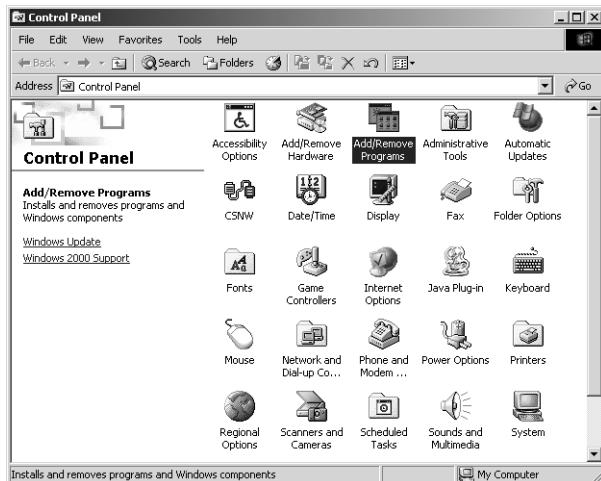 Control Panel
File Edit View Favorites Tools Help
Back Search Folders
Address Control Panel Go
Control Panel
Add/Remove Programs
Installs and removes programs and
Windows components
Windows Update
Windows 2000 Support
Accessibility
Options
Add/Remove
Hardware
Add/Remove
Programs
Administrative
Tools
Automatic
Updates
CSNW
Date/Time
Display
Fax
Folder Options
Fonts
Game
Controllers
Internet
Options
Java Plug-in
Keyboard
Mouse
Network and
Dial-up Co...
Phone and
Modem ...
Power Options
Printers
Regional
Options
Scanners and
Cameras
Scheduled
Tasks
Sounds and
Multimedia
System
Installs and removes programs and Windows components My Computer